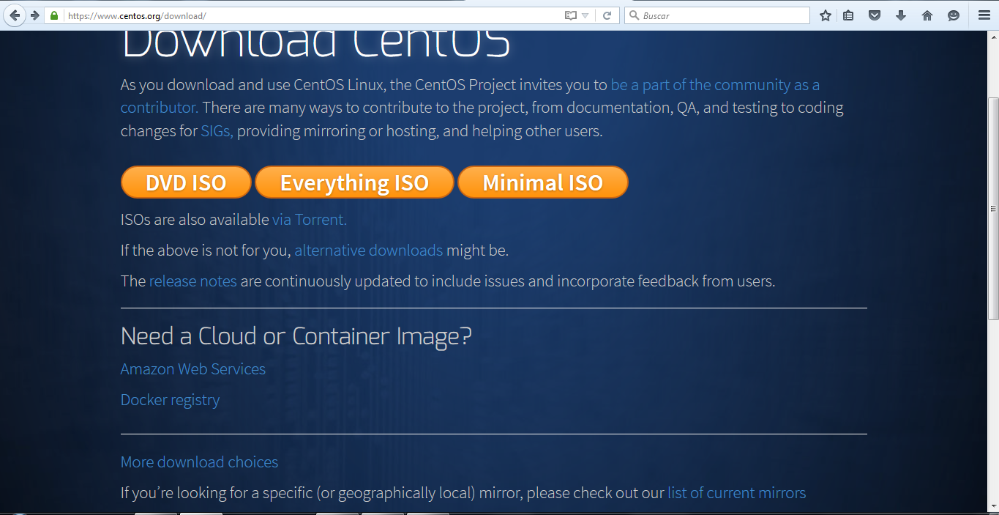 https://www.centos.org/download/
Buscar
Download CentOS
As you download and use CentOS Linux, the CentOS Project invites you to be a part of the community as a
contributor. There are many ways to contribute to the project, from documentation, QA, and testing to coding
changes for SIGs, providing mirroring or hosting, and helping other users.
DVD ISO Everything ISO Minimal ISO
ISOs are also available via Torrent.
If the above is not for you, alternative downloads might be.
The release notes are continuously updated to include issues and incorporate feedback from users.
Need a Cloud or Container Image?
Amazon Web Services
Docker registry
More download choices
If you’re looking for a specific (or geographically local) mirror, please check out our list of current mirrors